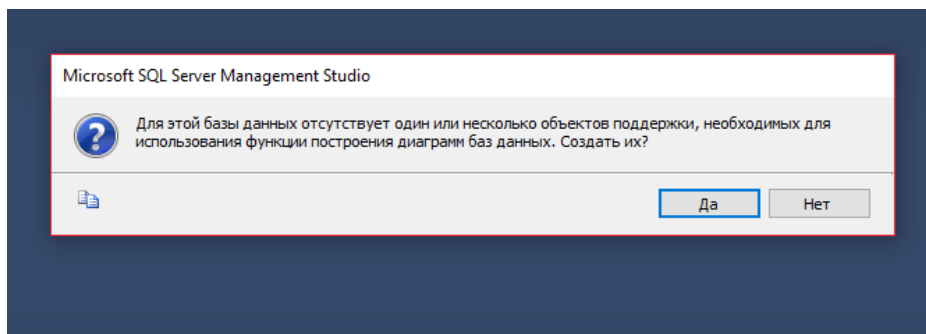 Microsoft SQL Server Management Studio
Для этой базы данных отсутствует один или несколько объектов поддержки, необходимых для
использования функции построения диаграмм баз данных. Создать их?
Да Нет